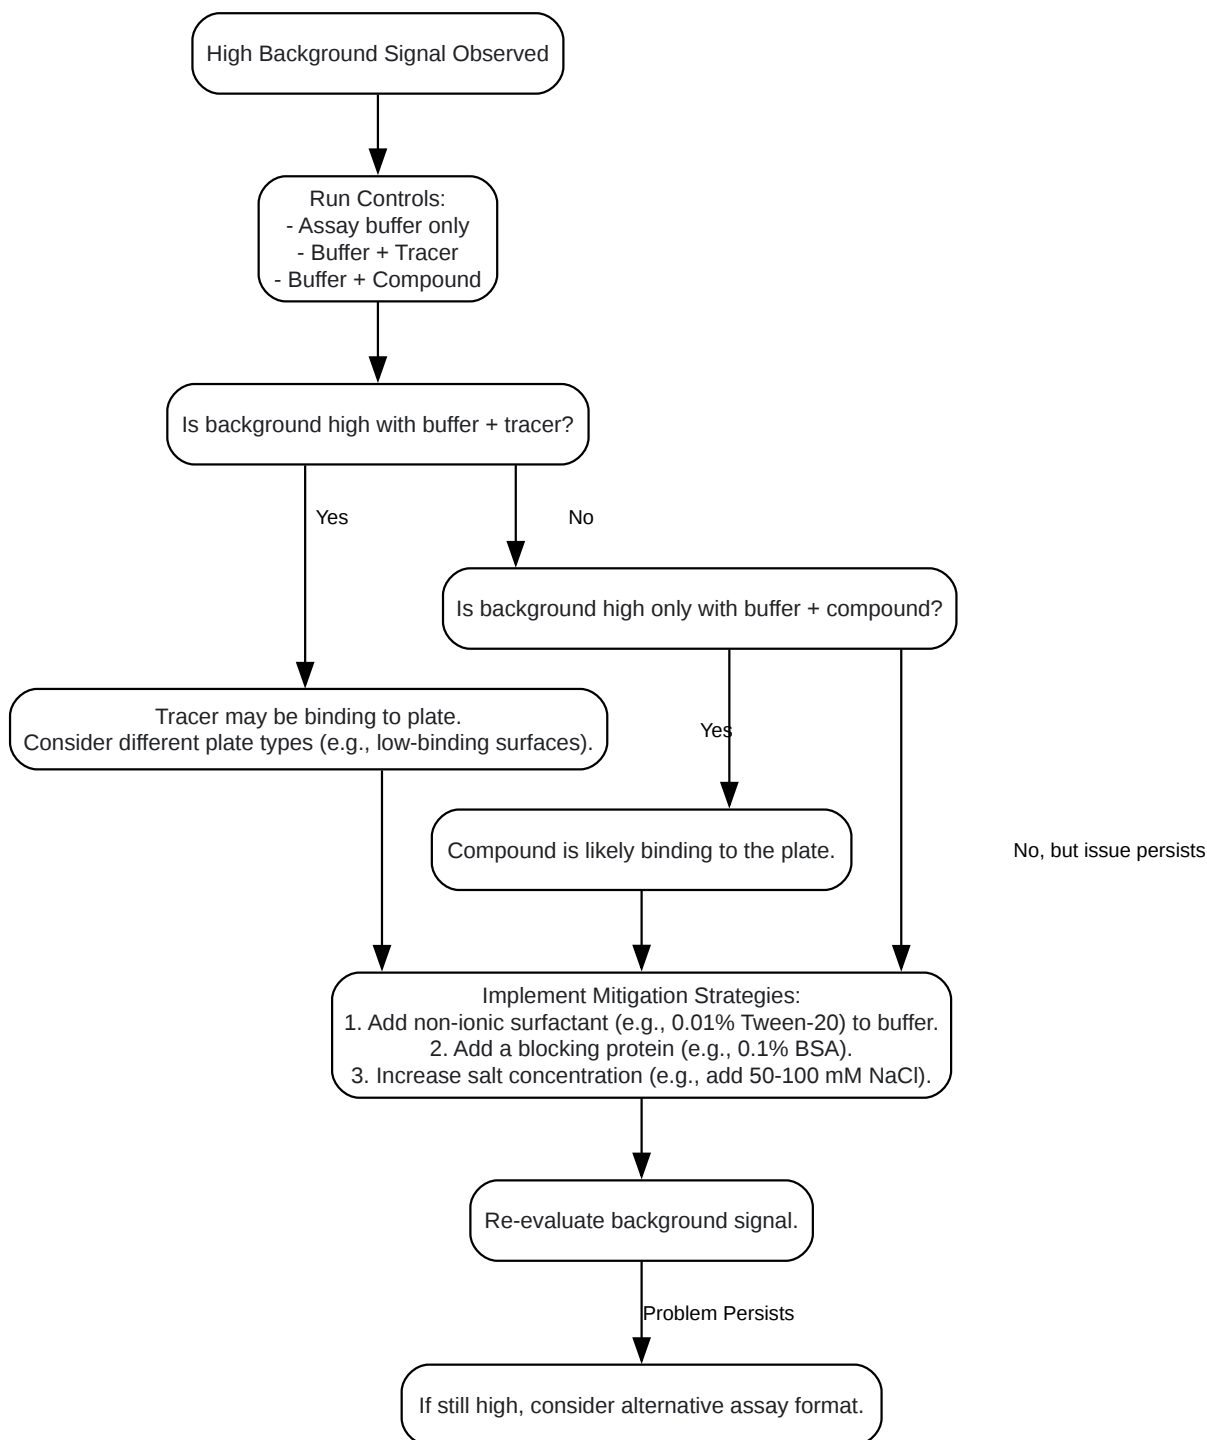 High Background Signal Observed
Run Controls:
- Assay buffer only
- Buffer + Tracer
- Buffer + Compound
Is background high with buffer + tracer?
Yes
No
Is background high only with buffer + compound?
Tracer may be binding to plate.
Consider different plate types (e.g., low-binding surfaces).
Yes
Compound is likely binding to the plate.
No, but issue persists
Implement Mitigation Strategies:
1. Add non-ionic surfactant (e.g., 0.01% Tween-20) to buffer.
2. Add a blocking protein (e.g., 0.1% BSA).
3. Increase salt concentration (e.g., add 50-100 mM NaCl).
Re-evaluate background signal.
Problem Persists
If still high, consider alternative assay format.